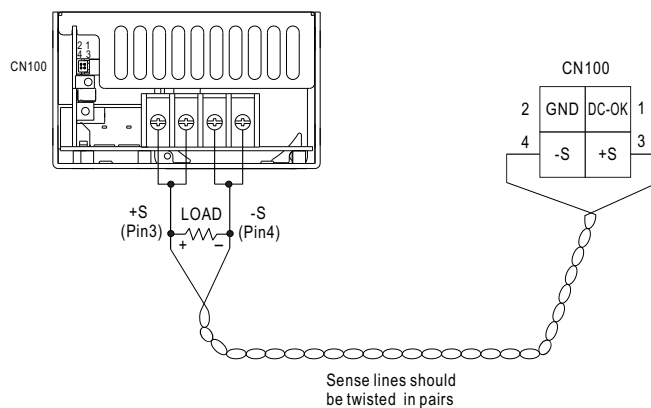 CN100
2 1
4 3
CN100
2 GND DC-OK 1
4 -S +S 3
+S LOAD -S
(Pin3) + – (Pin4)
Sense lines should
be twisted in pairs